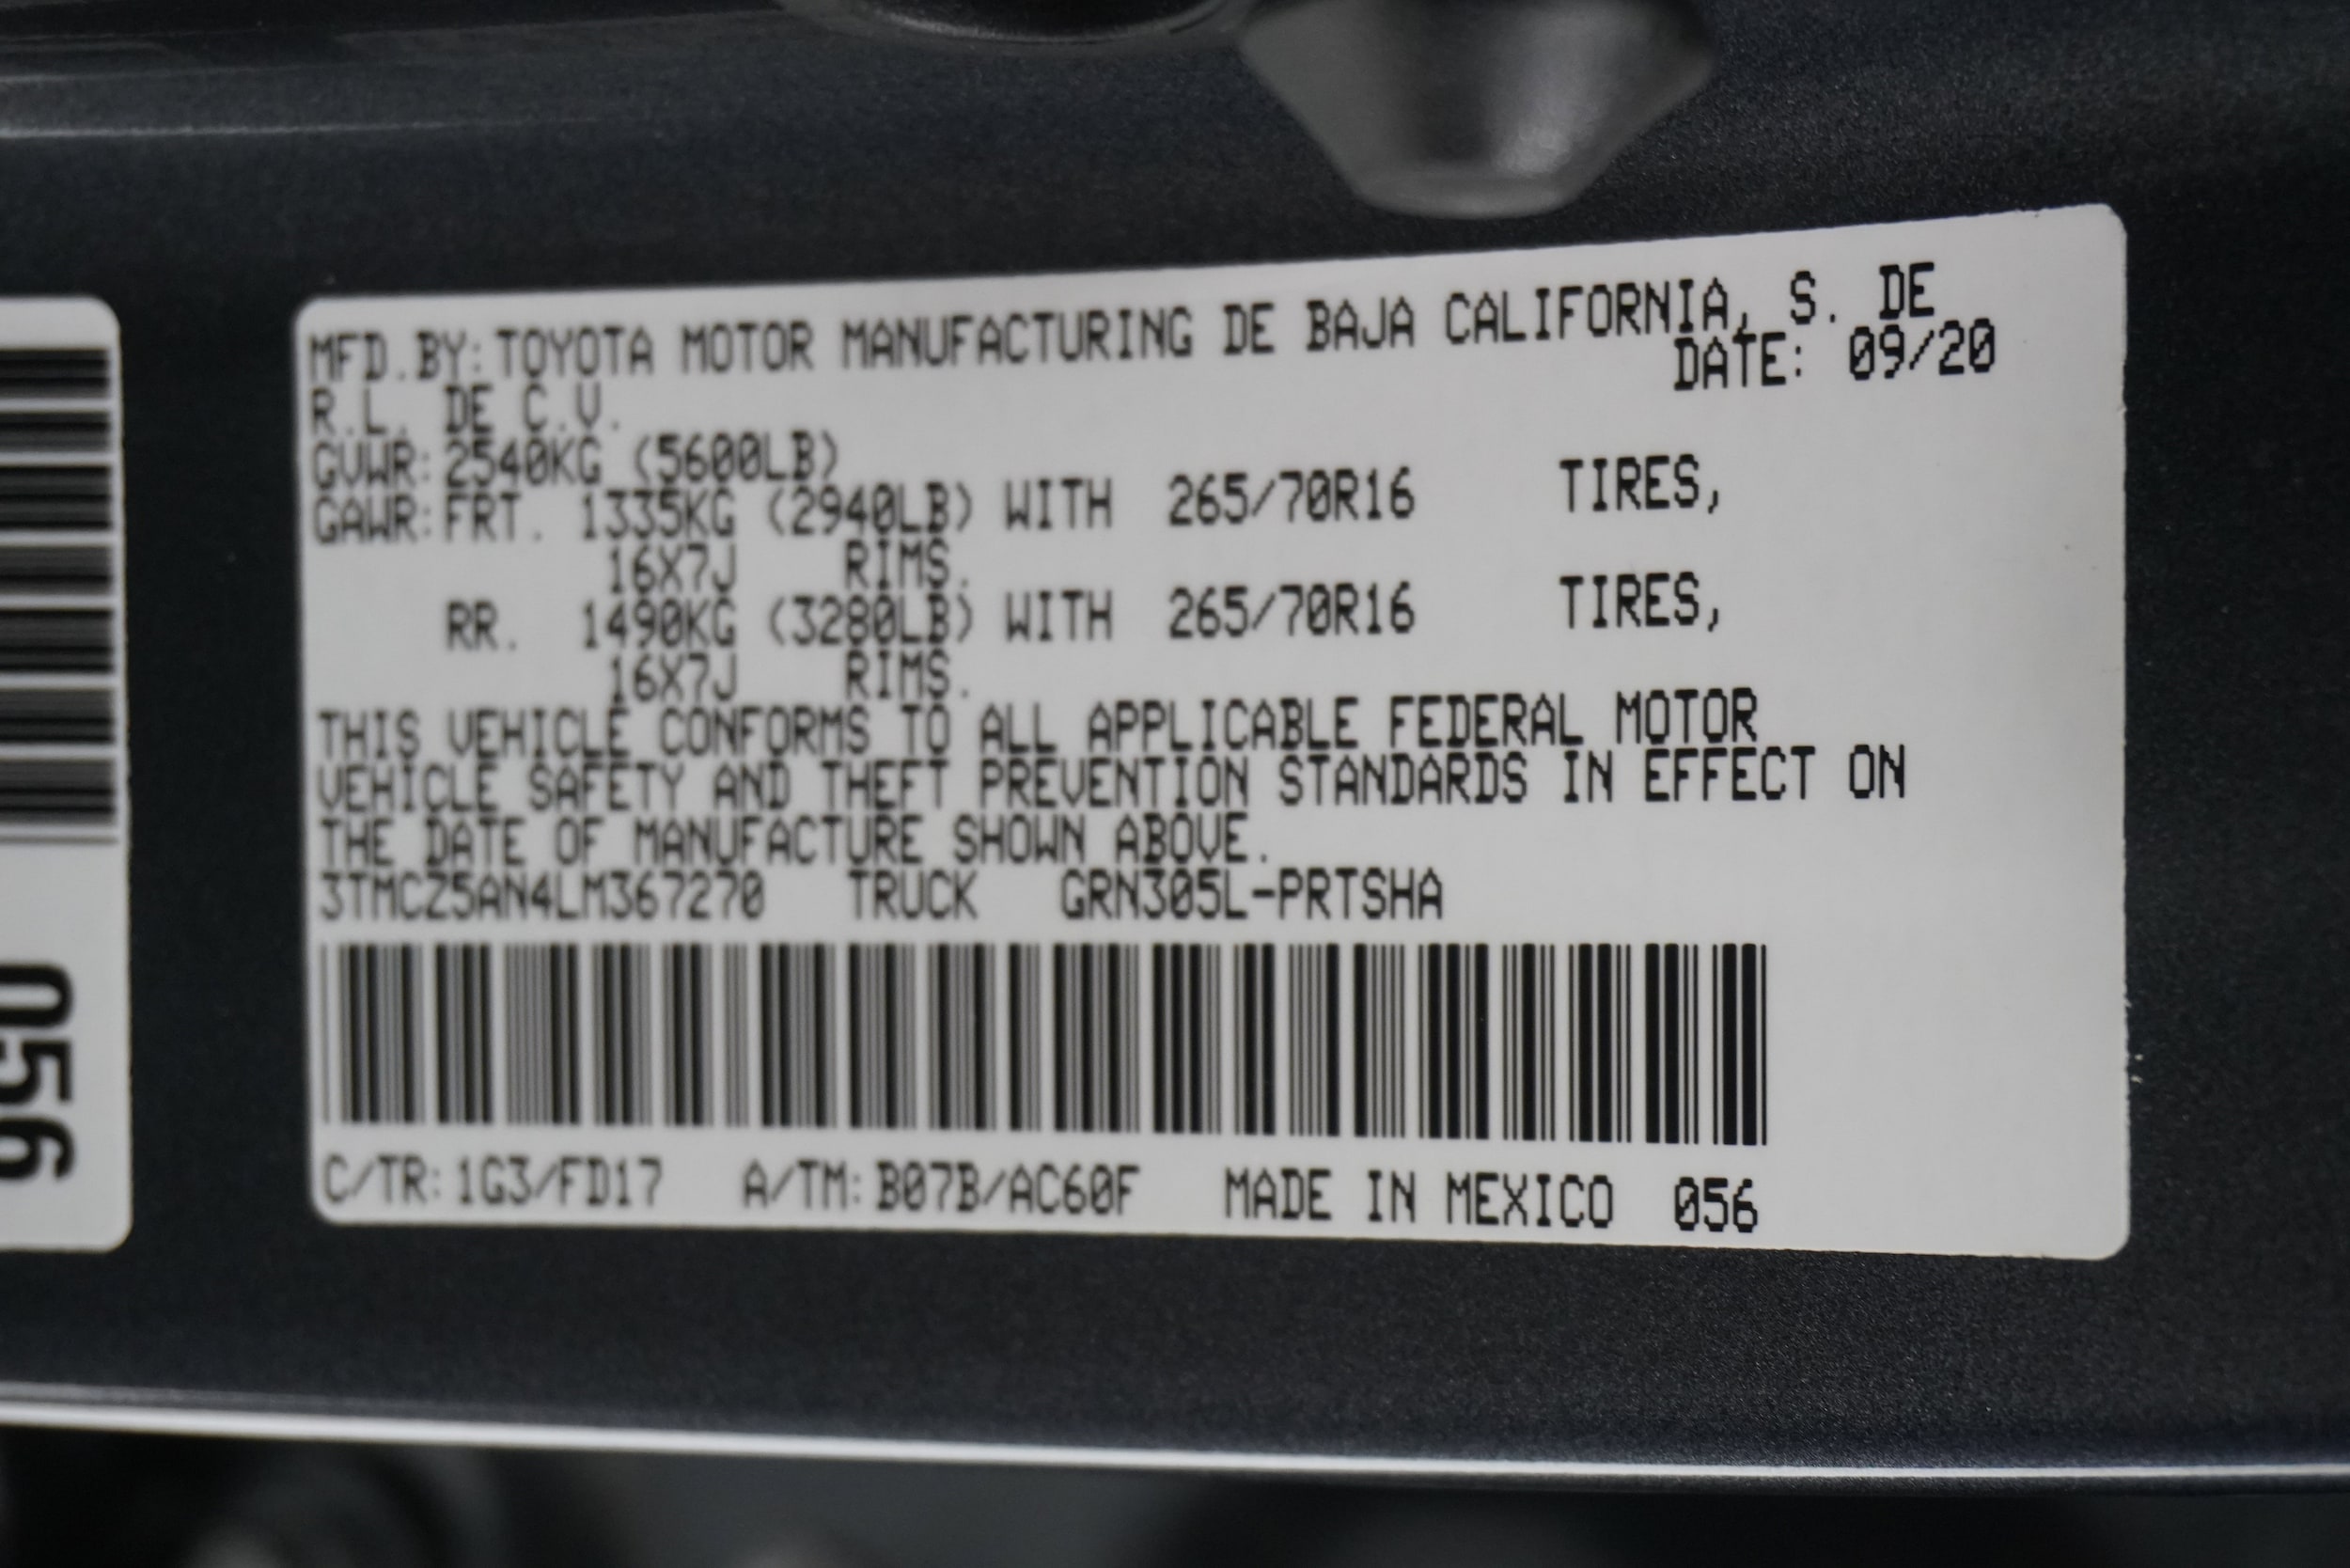 MFD.BY:TOYOTA MOTOR MANUFACTURING DE BAJA CALIFORNIA, S. DE
R.L. DE C.V.
DATE: 09/20
GVWR:2540KG (5600LB)
GAWR:FRT. 1335KG (2940LB) WITH 265/70R16 TIRES,
16X7J RIMS.
RR. 1490KG (3280LB) WITH 265/70R16 TIRES,
16X7J RIMS.
THIS VEHICLE CONFORMS TO ALL APPLICABLE FEDERAL MOTOR
VEHICLE SAFETY AND THEFT PREVENTION STANDARDS IN EFFECT ON
THE DATE OF MANUFACTURE SHOWN ABOVE.
3TMCZ5AN4LM367270 TRUCK GRN305L-PRTSHA
C/TR:1G3/FD17 A/TM:B07B/AC60F MADE IN MEXICO 056
056